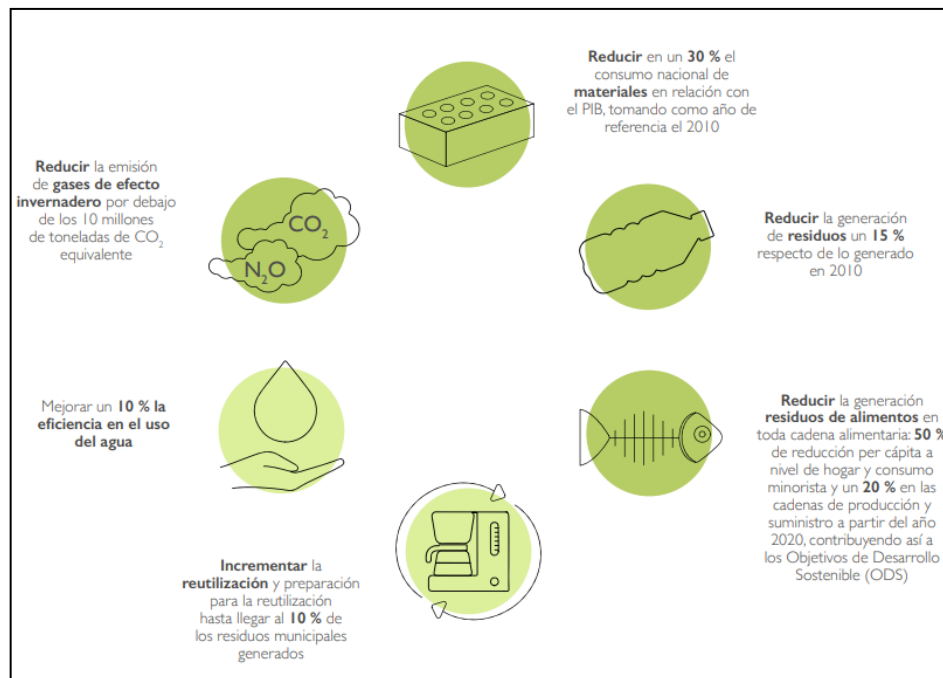 Reducir en un 30 % el
consumo nacional de
materiales en relación con
el PIB, tomando como año de
referencia el 2010
Reducir la generación
de residuos un 15 %
respecto de lo generado
en 2010
Reducir la generación
residuos de alimentos en
toda cadena alimentaria: 50 %
de reducción per cápita a
nivel de hogar y consumo
minorista y un 20 % en las
cadenas de producción y
suministro a partir del año
2020, contribuyendo así a
los Objetivos de Desarrollo
Sostenible (ODS)
Incrementar la
reutilización y preparación
para la reutilización
hasta llegar al 10 % de
los residuos municipales
generados
Mejorar un 10 % la
eficiencia en el uso
del agua
Reducir la emisión
de gases de efecto
invernadero por debajo
de los 10 millones
de toneladas de CO₂
equivalente
CO₂
N₂O